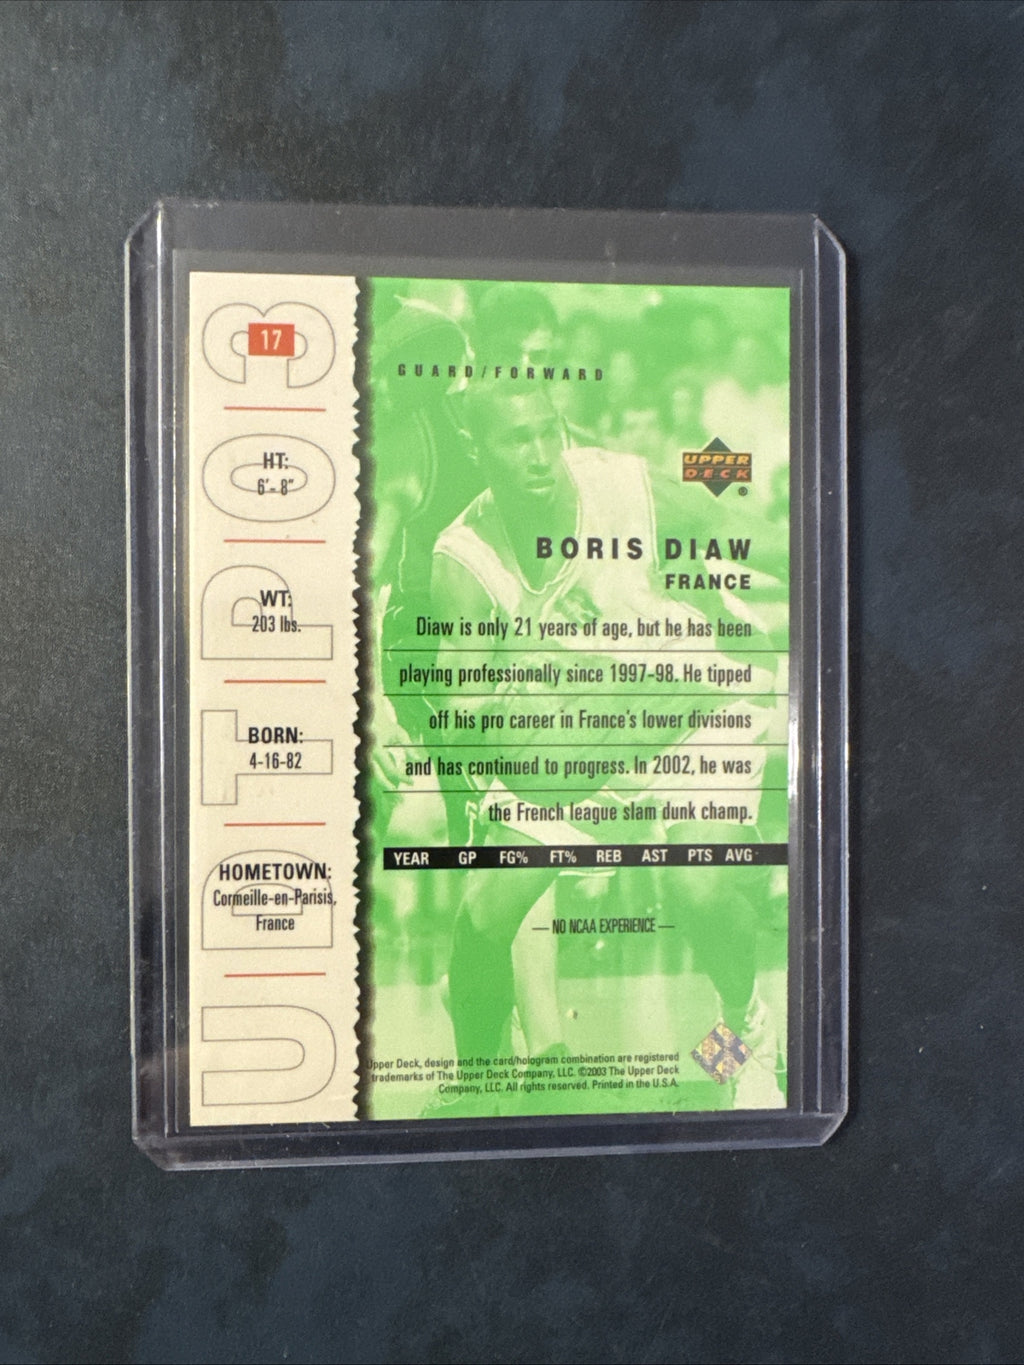 17
HT:
6'- 8"
WT:
203 lbs.
BORN:
4-16-82
HOMETOWN:
Cormeille-en-Parisis,
France
UD TOP 03
GUARD/FORWARD
UPPER
DECK
®
BORIS DIAW
FRANCE
Diaw is only 21 years of age, but he has been
playing professionally since 1997-98. He tipped
off his pro career in France's lower divisions
and has continued to progress. In 2002, he was
the French league slam dunk champ.
YEAR GP FG% FT% REB AST PTS AVG
— NO NCAA EXPERIENCE —
Upper Deck, design and the card/hologram combination are registered
trademarks of The Upper Deck Company, LLC. ©2003 The Upper Deck
Company, LLC. All rights reserved. Printed in the U.S.A.